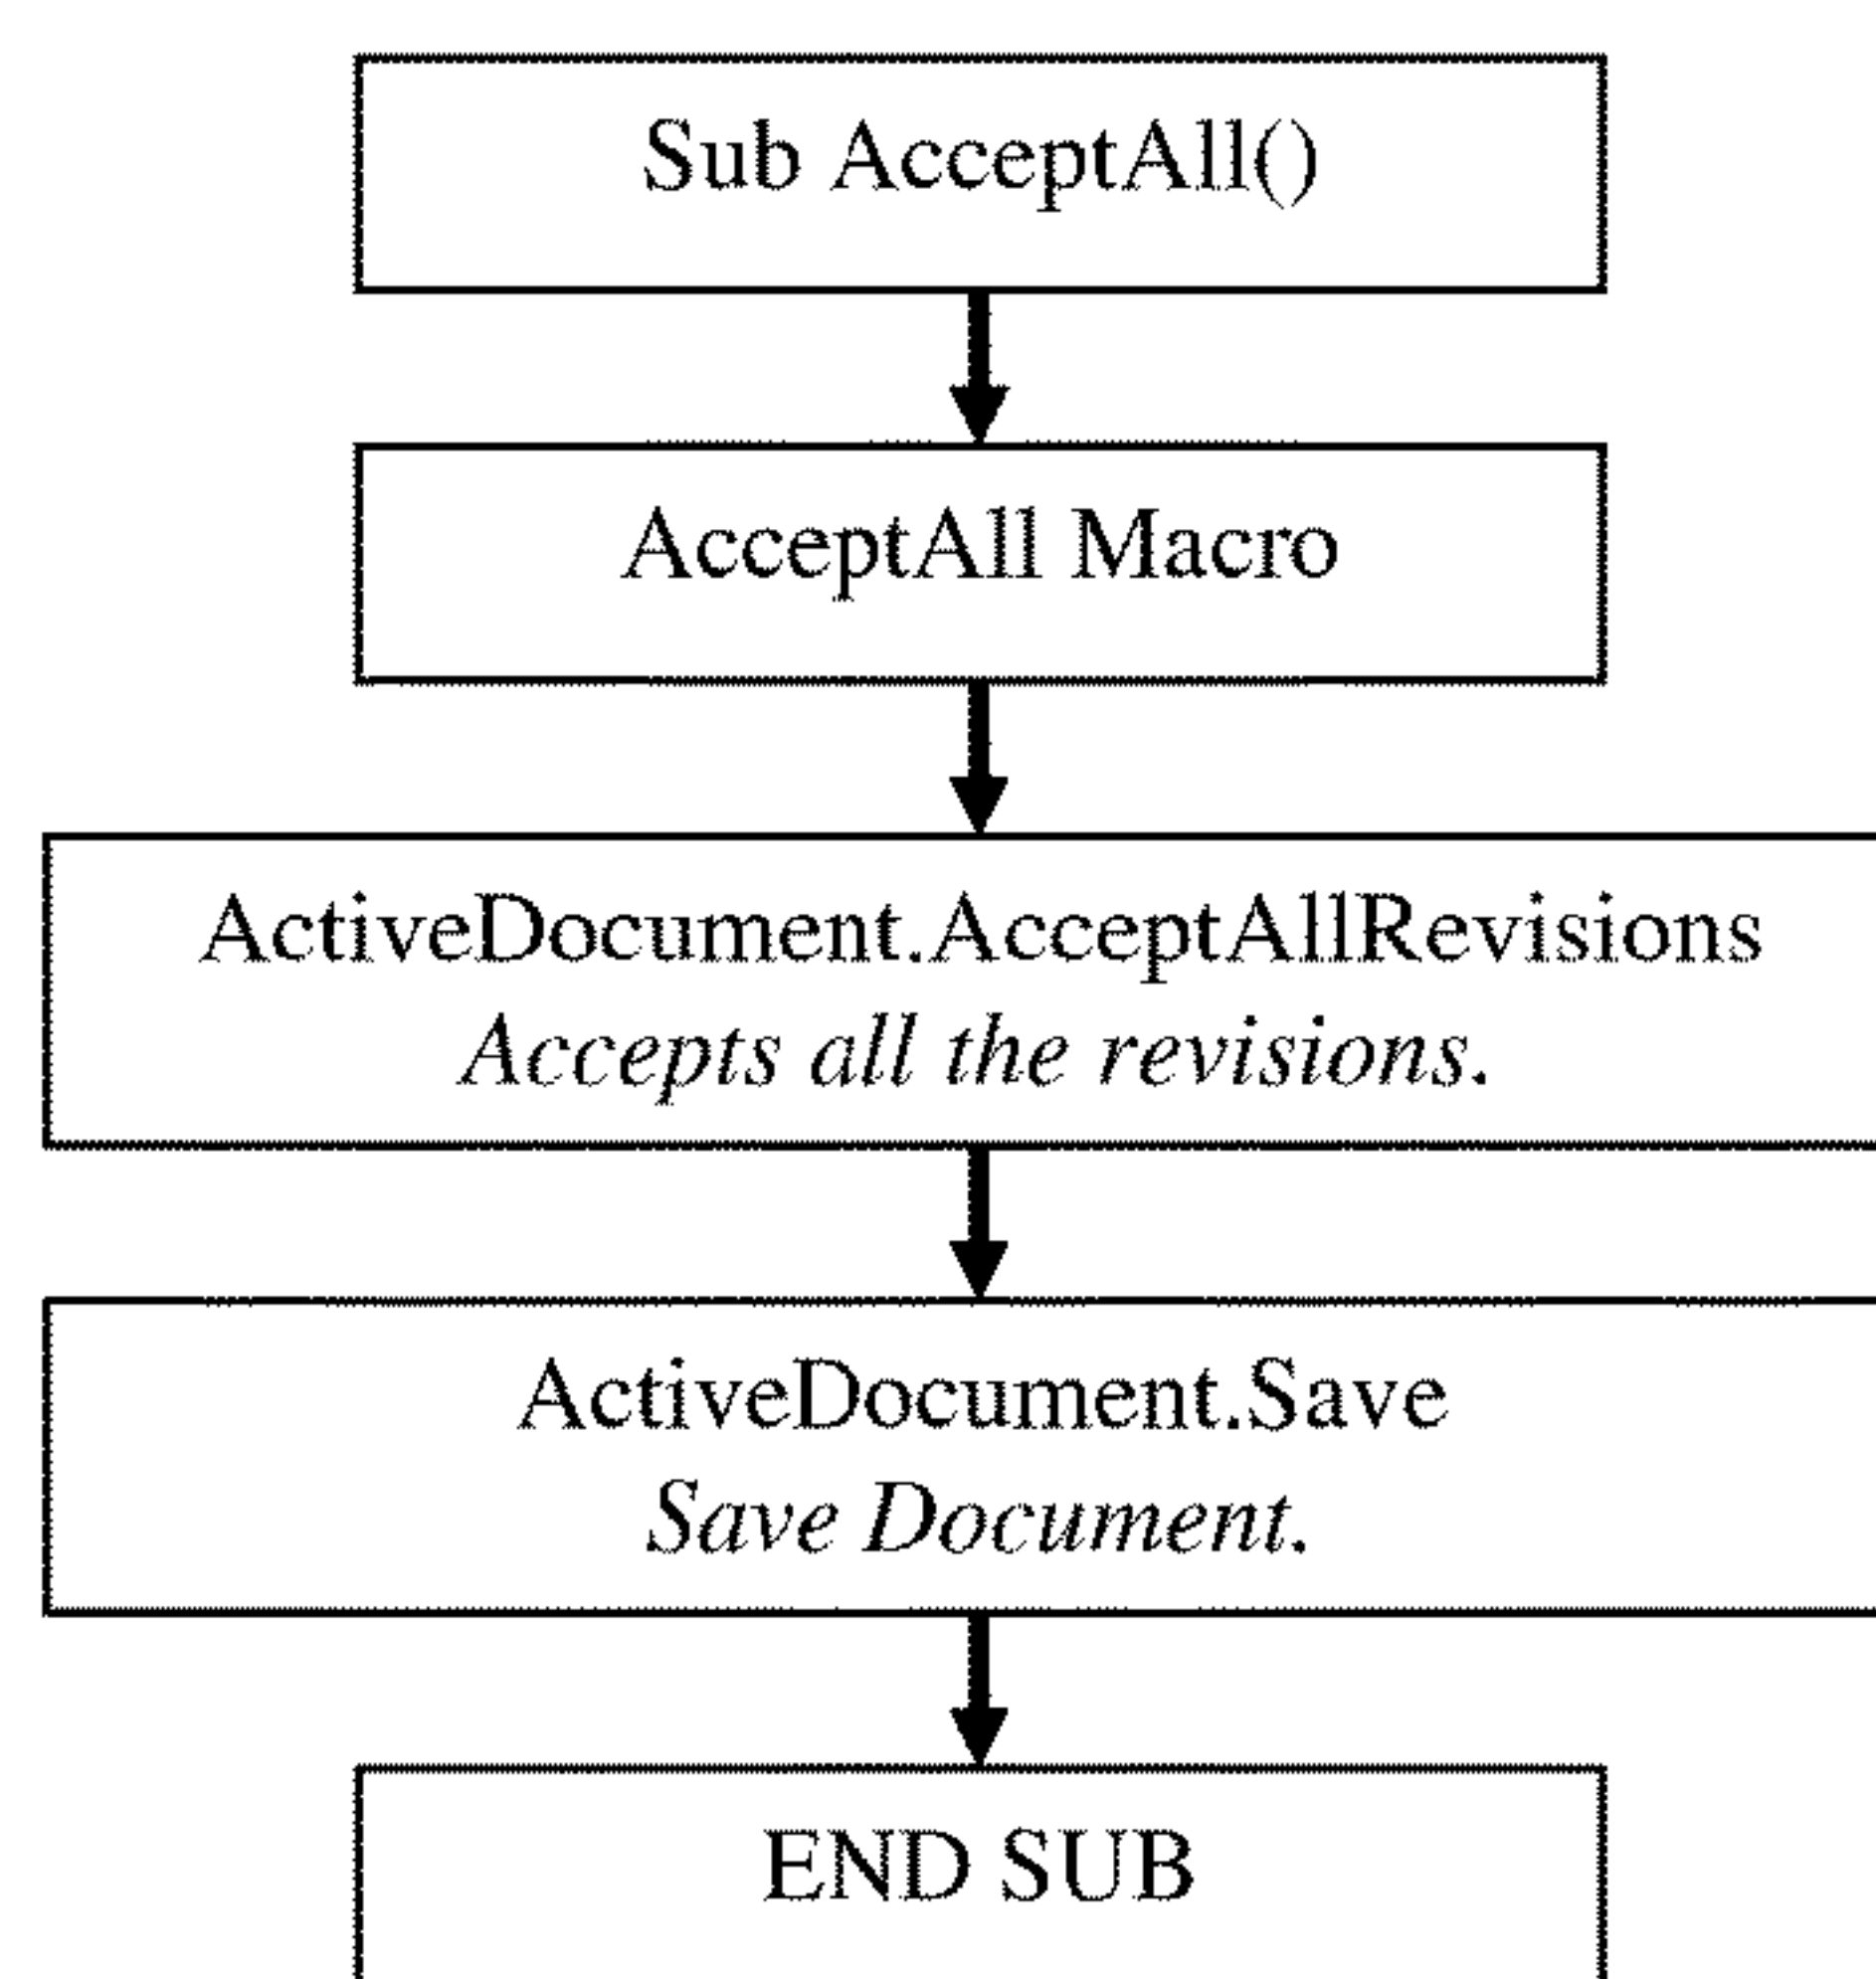 Sub AcceptAll()
AcceptAll Macro
ActiveDocument.AcceptAllRevisions
Accepts all the revisions.
ActiveDocument.Save
Save Document.
END SUB